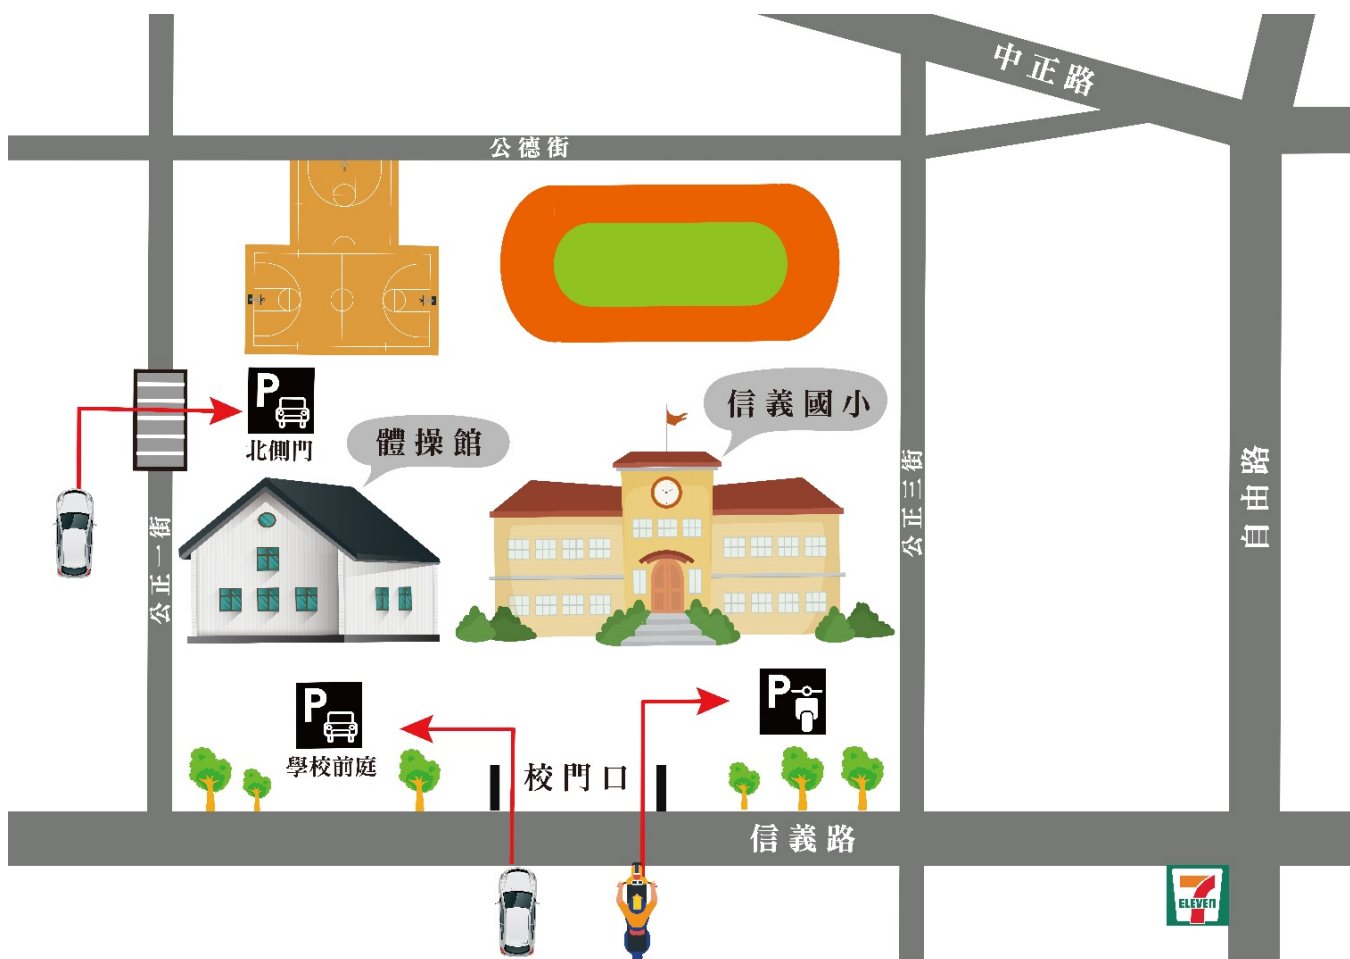 中正路
公德街
P
北側門
體操館
信義國小
公正一街
公正三街
自由路
P
學校前庭
P
校門口
信義路
7
ELEVEn